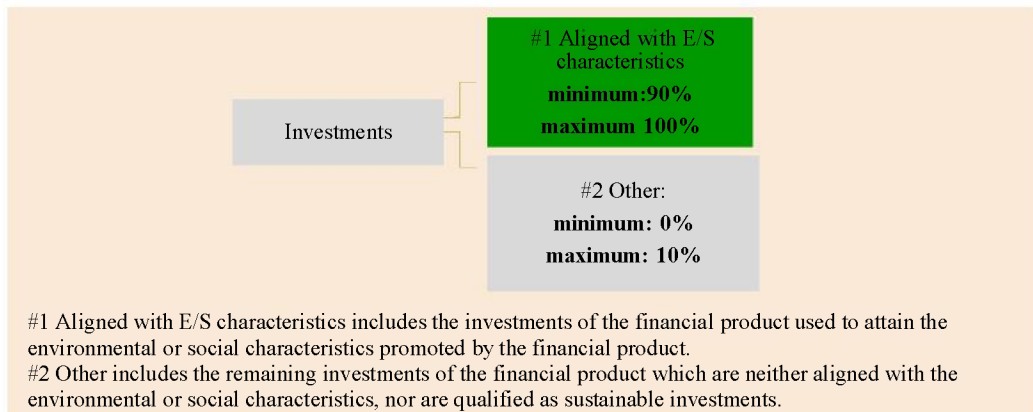 #1 Aligned with E/S
characteristics
minimum:90%
maximum 100%
Investments
#2 Other:
minimum: 0%
maximum: 10%
#1 Aligned with E/S characteristics includes the investments of the financial product used to attain the
environmental or social characteristics promoted by the financial product.
#2 Other includes the remaining investments of the financial product which are neither aligned with the
environmental or social characteristics, nor are qualified as sustainable investments.